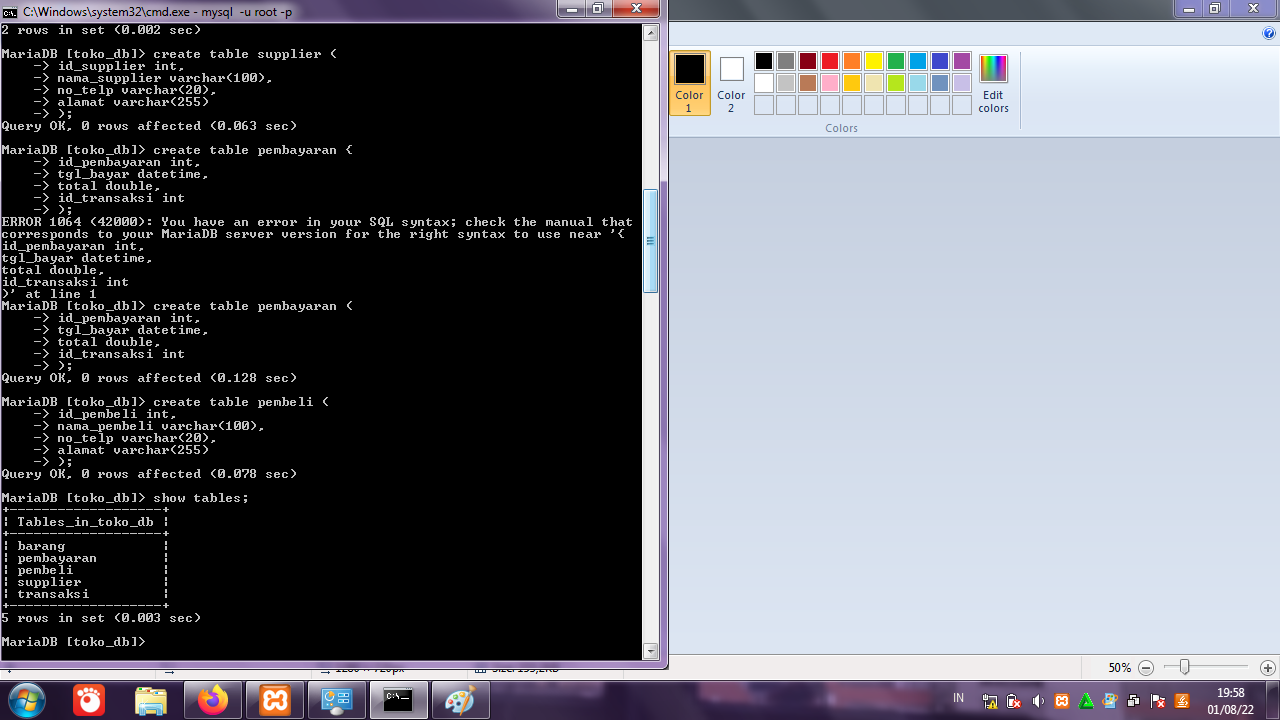 C:\Windows\system32\cmd.exe - mysql  -u root -p
2 rows in set (0.002 sec)
MariaDB [toko_db]> create table supplier (
    -> id_supplier int,
    -> nama_supplier varchar(100),
    -> no_telp varchar(20),
    -> alamat varchar(255)
    -> );
Query OK, 0 rows affected (0.063 sec)
MariaDB [toko_db]> create table pembayaran {
    -> id_pembayaran int,
    -> tgl_bayar datetime,
    -> total double,
    -> id_transaksi int
    -> );
ERROR 1064 (42000): You have an error in your SQL syntax; check the manual that
corresponds to your MariaDB server version for the right syntax to use near '{
id_pembayaran int,
tgl_bayar datetime,
total double,
id_transaksi int
)' at line 1
MariaDB [toko_db]> create table pembayaran (
    -> id_pembayaran int,
    -> tgl_bayar datetime,
    -> total double,
    -> id_transaksi int
    -> );
Query OK, 0 rows affected (0.128 sec)
MariaDB [toko_db]> create table pembeli (
    -> id_pembeli int,
    -> nama_pembeli varchar(100),
    -> no_telp varchar(20),
    -> alamat varchar(255)
    -> );
Query OK, 0 rows affected (0.078 sec)
MariaDB [toko_db]> show tables;
+-------------------+
| Tables_in_toko_db |
+-------------------+
| barang            |
| pembayaran        |
| pembeli           |
| supplier          |
| transaksi         |
+-------------------+
5 rows in set (0.003 sec)
MariaDB [toko_db]>
Color 1
Color 2
Edit colors
Colors
50%
IN
19:58
01/08/22